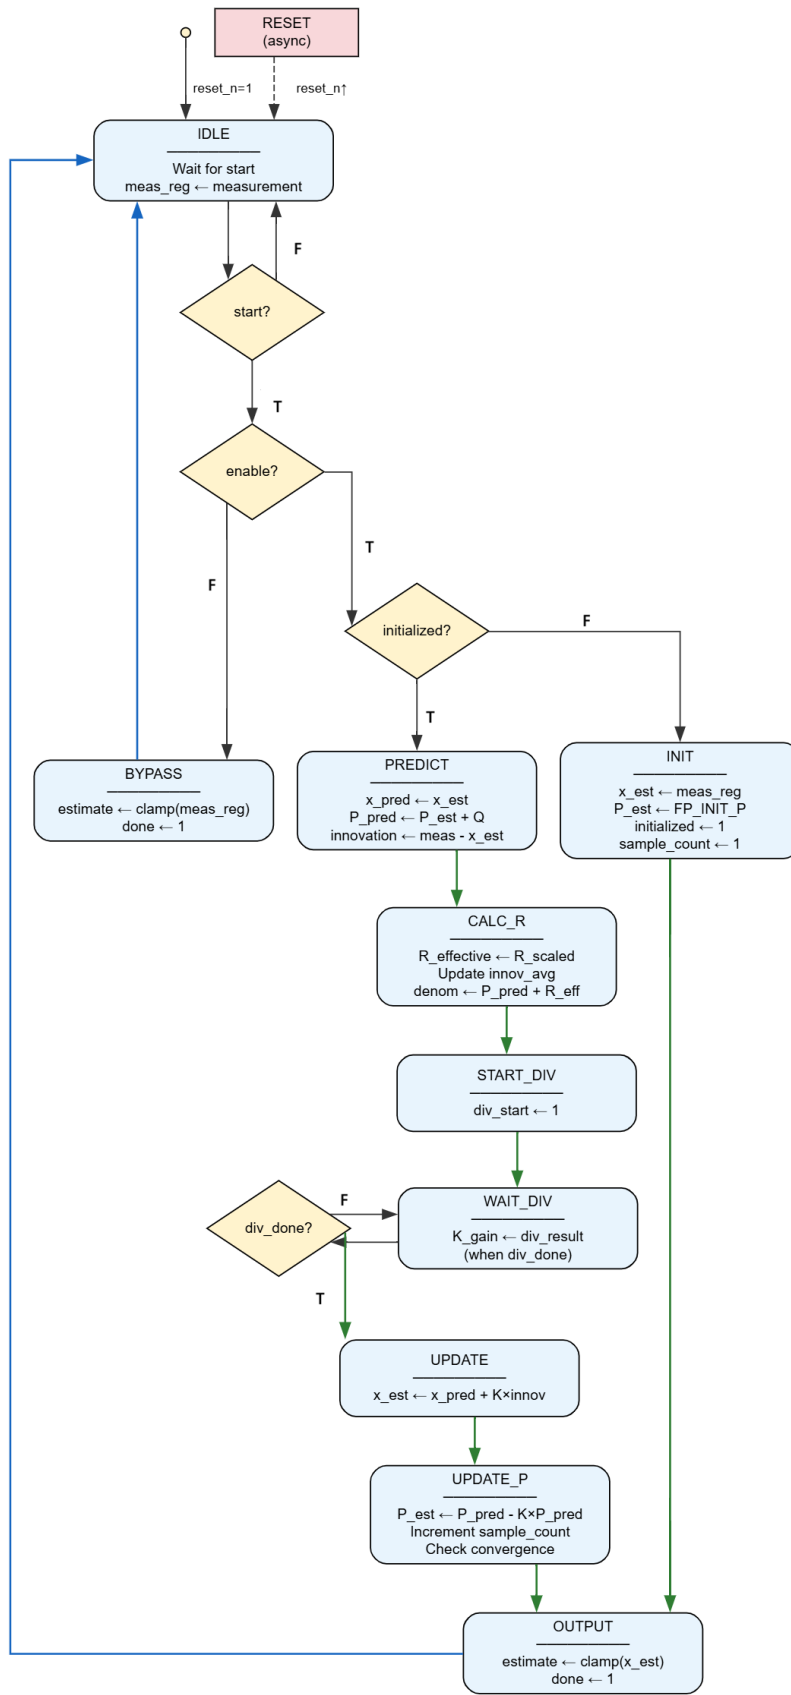 RESET
(async)
reset_n=1
reset_n↑
IDLE
Wait for start
meas_reg ← measurement
F
start?
T
enable?
T
F
initialized?
F
T
BYPASS
estimate ← clamp(meas_reg)
done ← 1
PREDICT
x_pred ← x_est
P_pred ← P_est + Q
innovation ← meas - x_est
INIT
x_est ← meas_reg
P_est ← FP_INIT_P
initialized ← 1
sample_count ← 1
CALC_R
R_effective ← R_scaled
Update innov_avg
denom ← P_pred + R_eff
START_DIV
div_start ← 1
div_done?
F
WAIT_DIV
K_gain ← div_result
(when div_done)
T
UPDATE
x_est ← x_pred + K×innov
UPDATE_P
P_est ← P_pred - K×P_pred
Increment sample_count
Check convergence
OUTPUT
estimate ← clamp(x_est)
done ← 1